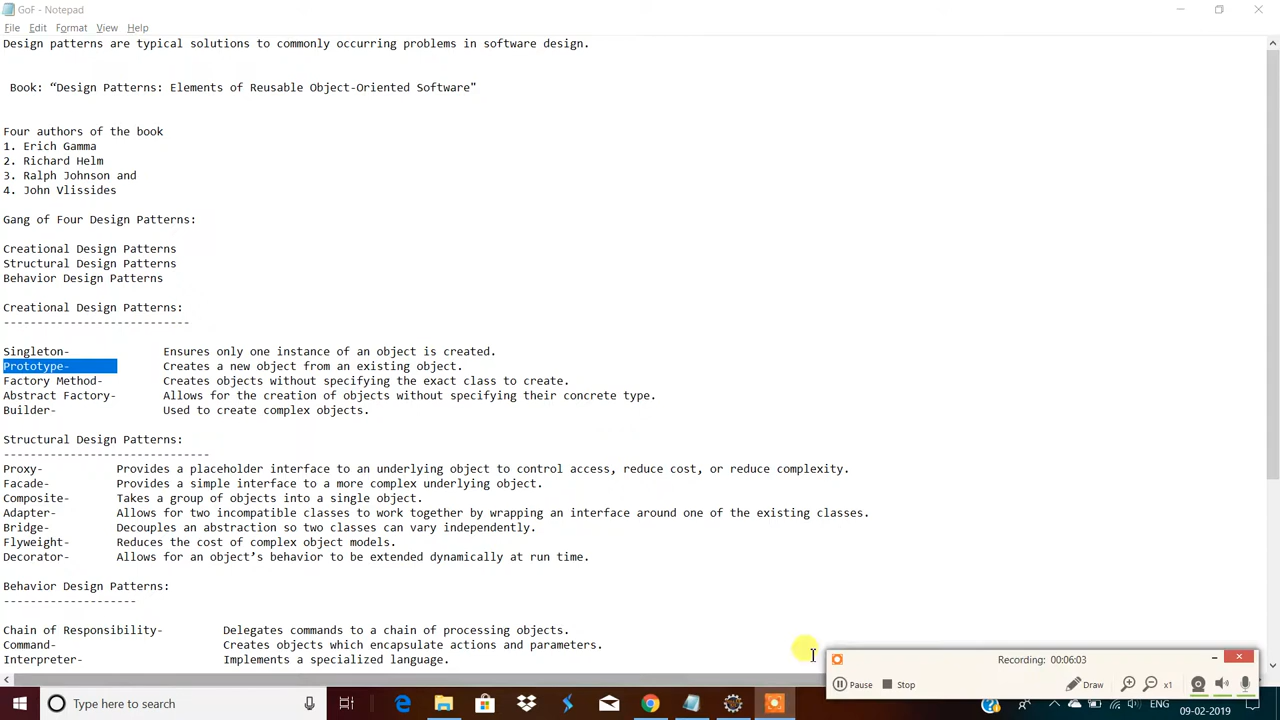 GoF - Notepad
File Edit Format View Help
Design patterns are typical solutions to commonly occurring problems in software design.
Book: “Design Patterns: Elements of Reusable Object-Oriented Software"
Four authors of the book
1. Erich Gamma
2. Richard Helm
3. Ralph Johnson and
4. John Vlissides
Gang of Four Design Patterns:
Creational Design Patterns
Structural Design Patterns
Behavior Design Patterns
Creational Design Patterns:
----------------------------
Singleton- Ensures only one instance of an object is created.
Prototype- Creates a new object from an existing object.
Factory Method- Creates objects without specifying the exact class to create.
Abstract Factory- Allows for the creation of objects without specifying their concrete type.
Builder- Used to create complex objects.
Structural Design Patterns:
-------------------------------
Proxy- Provides a placeholder interface to an underlying object to control access, reduce cost, or reduce complexity.
Facade- Provides a simple interface to a more complex underlying object.
Composite- Takes a group of objects into a single object.
Adapter- Allows for two incompatible classes to work together by wrapping an interface around one of the existing classes.
Bridge- Decouples an abstraction so two classes can vary independently.
Flyweight- Reduces the cost of complex object models.
Decorator- Allows for an object’s behavior to be extended dynamically at run time.
Behavior Design Patterns:
--------------------
Chain of Responsibility- Delegates commands to a chain of processing objects.
Command- Creates objects which encapsulate actions and parameters.
Interpreter- Implements a specialized language.
Recording: 00:06:03
Pause Stop Draw x1
Type here to search
ENG
09-02-2019